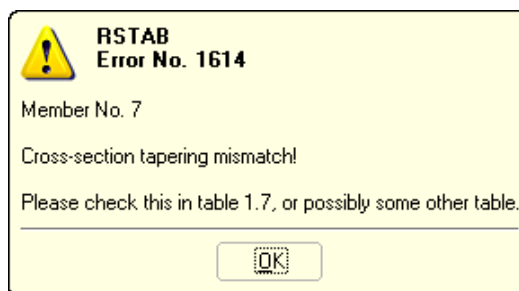 RSTAB
Error No. 1614
Member No. 7
Cross-section tapering mismatch!
Please check this in table 1.7, or possibly some other table.
OK